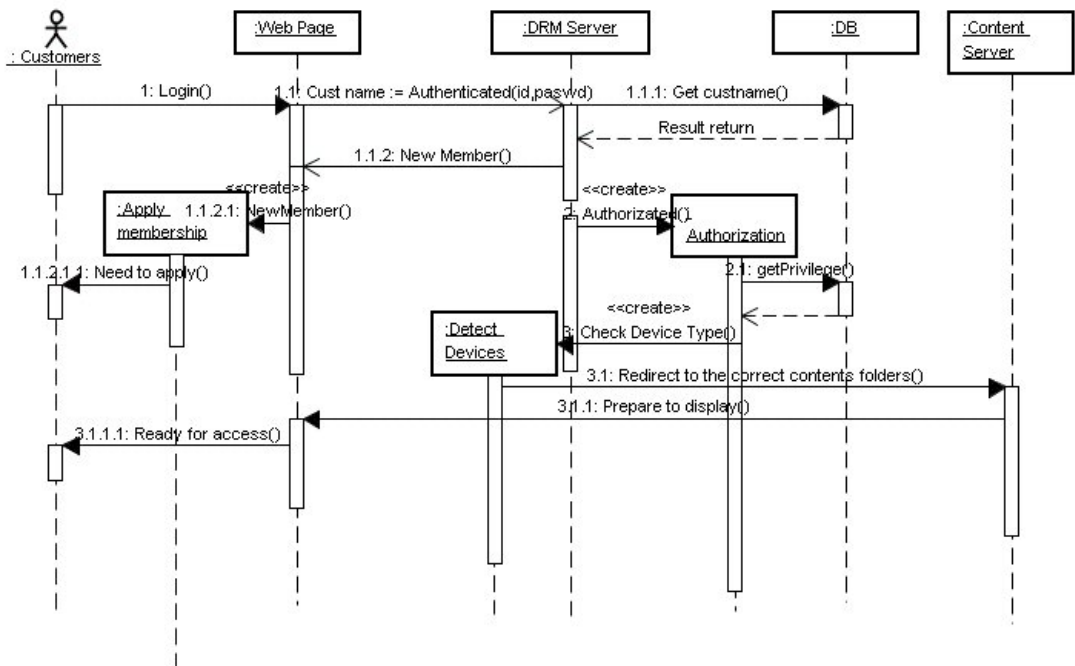 : Customers
:Web Page
:DRM Server
:DB
:Content
Server
1: Login()
1.1: Cust name := Authenticated(id,paswd)
1.1.1: Get custname()
Result return
1.1.2: New Member()
<<create>>
<<create>>
:Apply
membership
1.1.2.1: NewMember()
2: Authorizated()
Authorization
1.1.2.1.1: Need to apply()
2.1: getPrivilege()
<<create>>
:Detect
Devices
3: Check Device Type()
3.1: Redirect to the correct contents folders()
3.1.1: Prepare to display()
3.1.1.1: Ready for access()